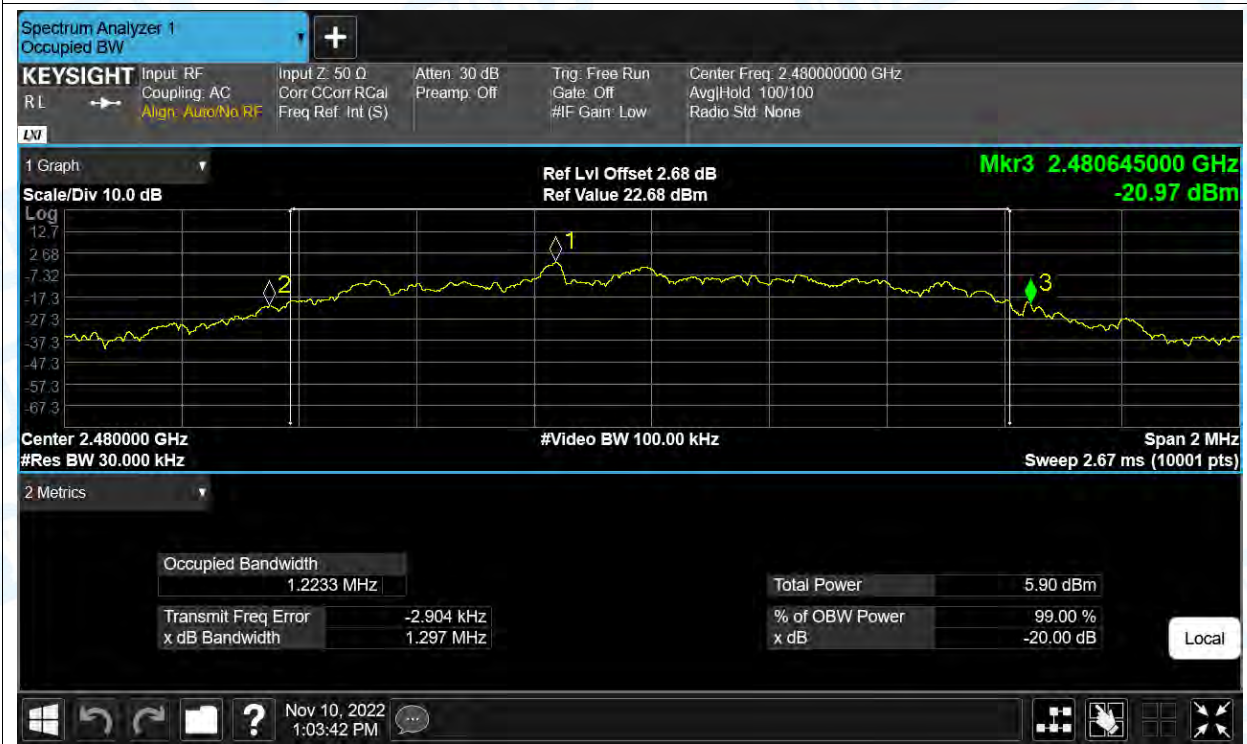 Spectrum Analyzer 1
Occupied BW
KEYSIGHT
R L
LXI
Input: RF
Coupling: AC
Align: Auto/No RF
Input Z: 50 Ω
Corr CCorr RCal
Freq Ref: Int (S)
Atten: 30 dB
Preamp: Off
Trig: Free Run
Gate: Off
#IF Gain: Low
Center Freq: 2.480000000 GHz
Avg|Hold: 100/100
Radio Std: None
1 Graph
Scale/Div 10.0 dB
Ref Lvl Offset 2.68 dB
Ref Value 22.68 dBm
Mkr3 2.480645000 GHz
-20.97 dBm
Log
12.7
2.68
-7.32
-17.3
-27.3
-37.3
-47.3
-57.3
-67.3
1
2
3
Center 2.480000 GHz
#Res BW 30.000 kHz
#Video BW 100.00 kHz
Span 2 MHz
Sweep 2.67 ms (10001 pts)
2 Metrics
Occupied Bandwidth
1.2233 MHz
Transmit Freq Error -2.904 kHz
x dB Bandwidth 1.297 MHz
Total Power 5.90 dBm
% of OBW Power 99.00 %
x dB -20.00 dB
Local
?
Nov 10, 2022
1:03:42 PM